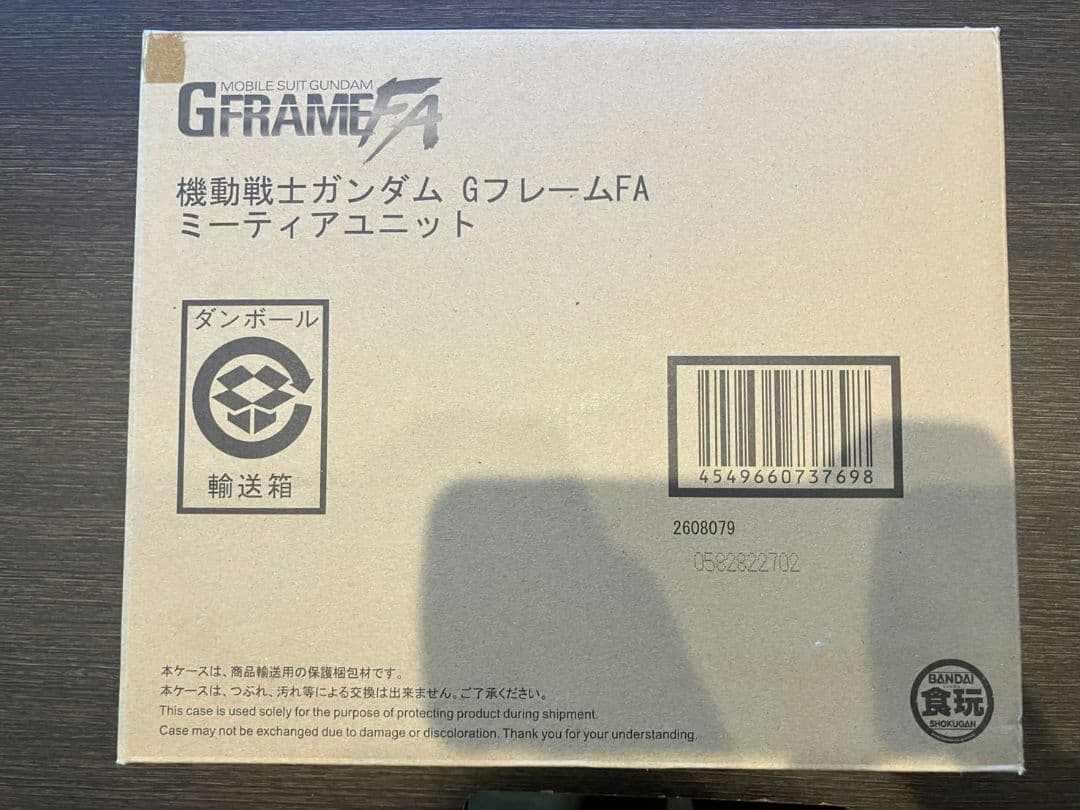 MOBILE SUIT GUNDAM
GFRAMEFA
機動戦士ガンダム GフレームFA
ミーティアユニット
ダンボール
輸送箱
4549660737698
2608079
0582822702
本ケースは、商品輸送用の保護梱包材です。
本ケースは、つぶれ、汚れ等による交換は出来ません。ご了承ください。
This case is used solely for the purpose of protecting product during shipment.
Case may not be exchanged due to damage or discoloration. Thank you for your understanding.
BANDAI
食玩
SHOKUGAN